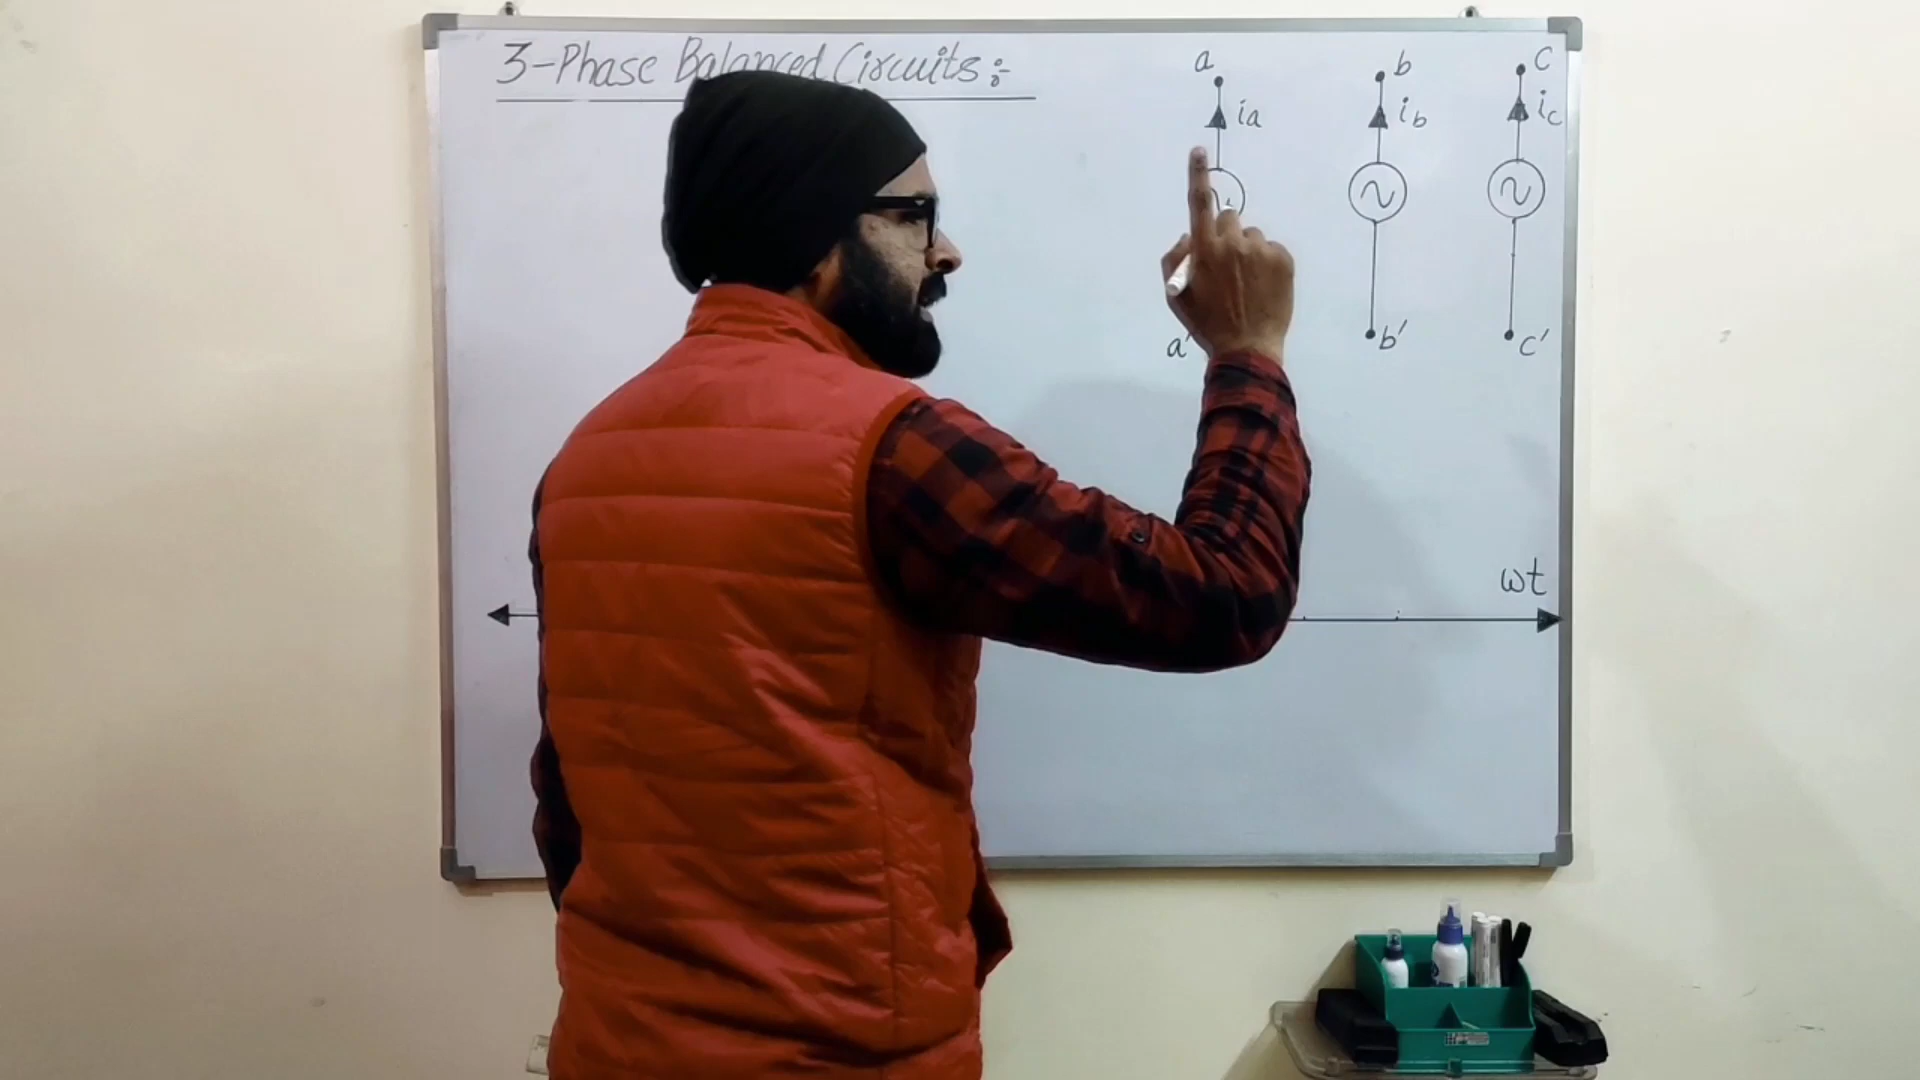 3-Phase Balanced Circuits :-
a b c
ia ib ic
a' b' c'
ωt